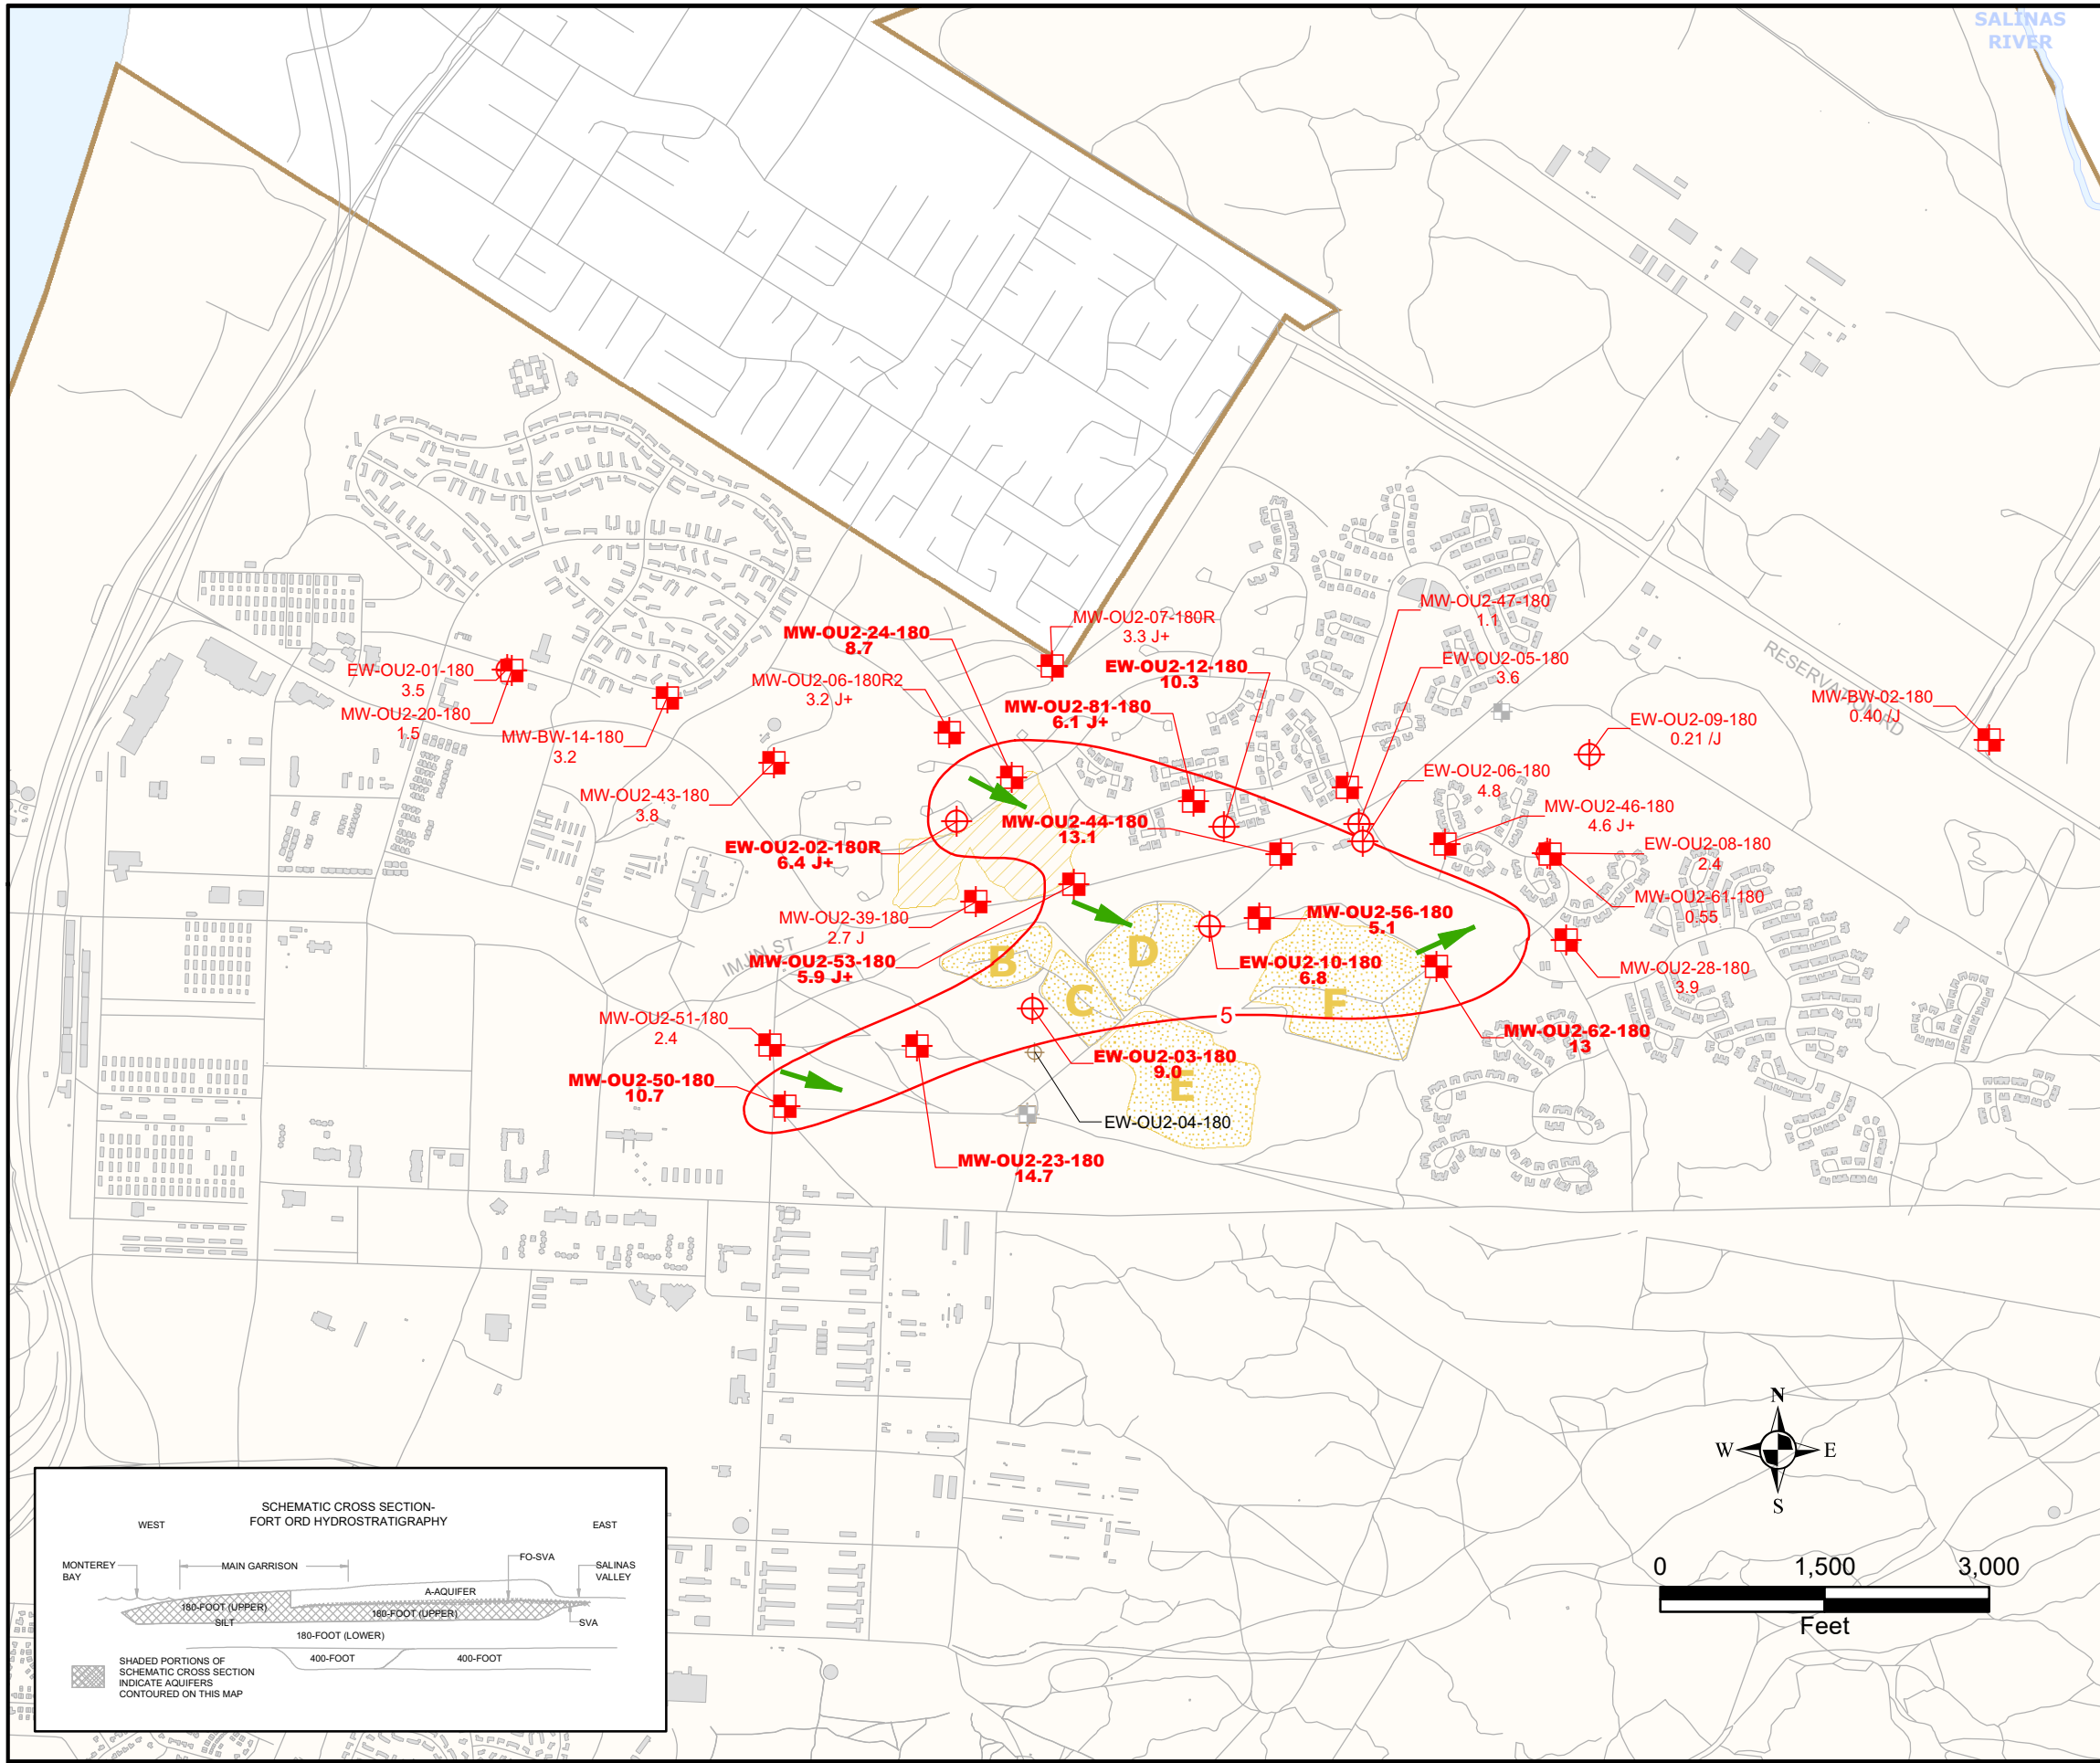 SALINAS
RIVER
MW-OU2-47-180
1.1
MW-OU2-07-180R
3.3 J+
MW-OU2-24-180
8.7
EW-OU2-12-180
10.3
EW-OU2-05-180
3.6
RESERVATION ROAD
EW-OU2-01-180
3.5
MW-OU2-06-180R2
3.2 J+
MW-OU2-81-180
6.1 J+
MW-BW-02-180
0.40 /J
MW-OU2-20-180
1.5
EW-OU2-09-180
0.21 /J
MW-BW-14-180
3.2
EW-OU2-06-180
4.8
MW-OU2-43-180
3.8
MW-OU2-46-180
4.6 J+
MW-OU2-44-180
13.1
EW-OU2-02-180R
6.4 J+
EW-OU2-08-180
2.4
MW-OU2-61-180
0.55
MW-OU2-39-180
2.7 J
MW-OU2-56-180
5.1
IMJIN ST
MW-OU2-53-180
5.9 J+
B
D
EW-OU2-10-180
6.8
MW-OU2-28-180
3.9
C
F
5
MW-OU2-51-180
2.4
MW-OU2-62-180
13
EW-OU2-03-180
9.0
E
MW-OU2-50-180
10.7
EW-OU2-04-180
MW-OU2-23-180
14.7
N
W
E
S
0
1,500
3,000
Feet
SCHEMATIC CROSS SECTION-
FORT ORD HYDROSTRATIGRAPHY
WEST
EAST
MONTEREY
BAY
MAIN GARRISON
FO-SVA
SALINAS
VALLEY
A-AQUIFER
180-FOOT (UPPER)
180-FOOT (UPPER)
SILT
SVA
180-FOOT (LOWER)
400-FOOT
400-FOOT
SHADED PORTIONS OF
SCHEMATIC CROSS SECTION
INDICATE AQUIFERS
CONTOURED ON THIS MAP